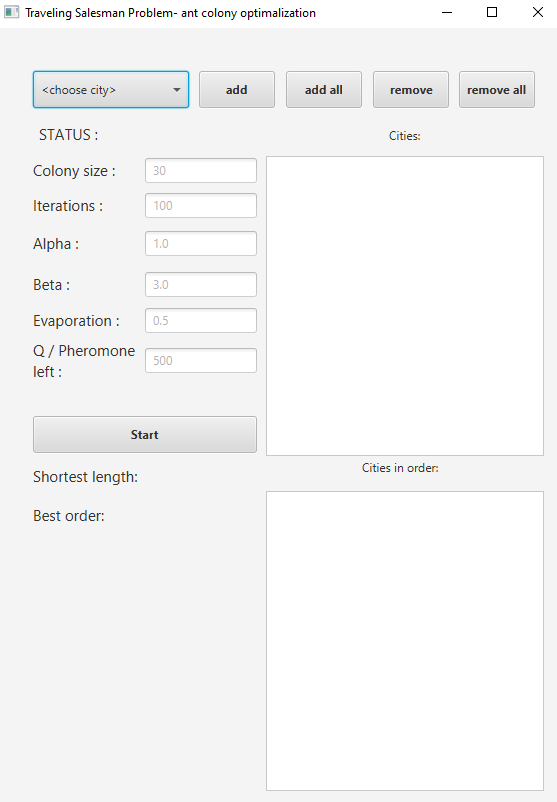 Traveling Salesman Problem- ant colony optimalization
<choose city>
add
add all
remove
remove all
STATUS :
Cities:
Colony size :
30
Iterations :
100
Alpha :
1.0
Beta :
3.0
Evaporation :
0.5
Q / Pheromone
left :
500
Start
Cities in order:
Shortest length:
Best order: